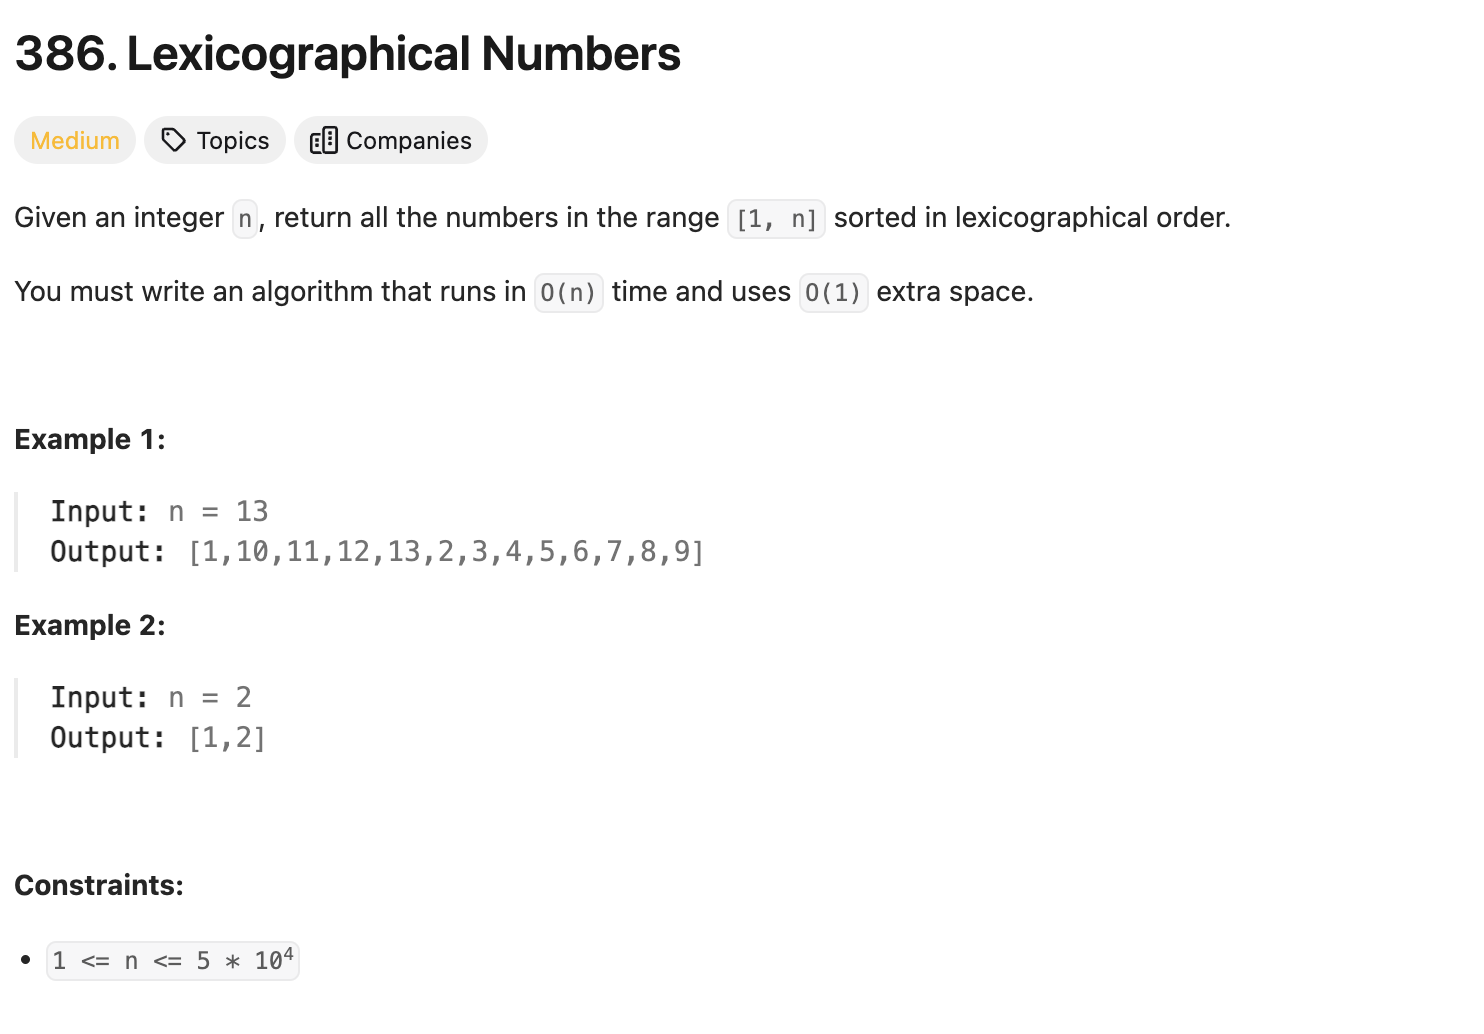 386. Lexicographical Numbers
Medium Topics Companies
Given an integer n, return all the numbers in the range [1, n] sorted in lexicographical order.
You must write an algorithm that runs in O(n) time and uses O(1) extra space.
Example 1:
Input: n = 13
Output: [1,10,11,12,13,2,3,4,5,6,7,8,9]
Example 2:
Input: n = 2
Output: [1,2]
Constraints:
• 1 <= n <= 5 * 10⁴